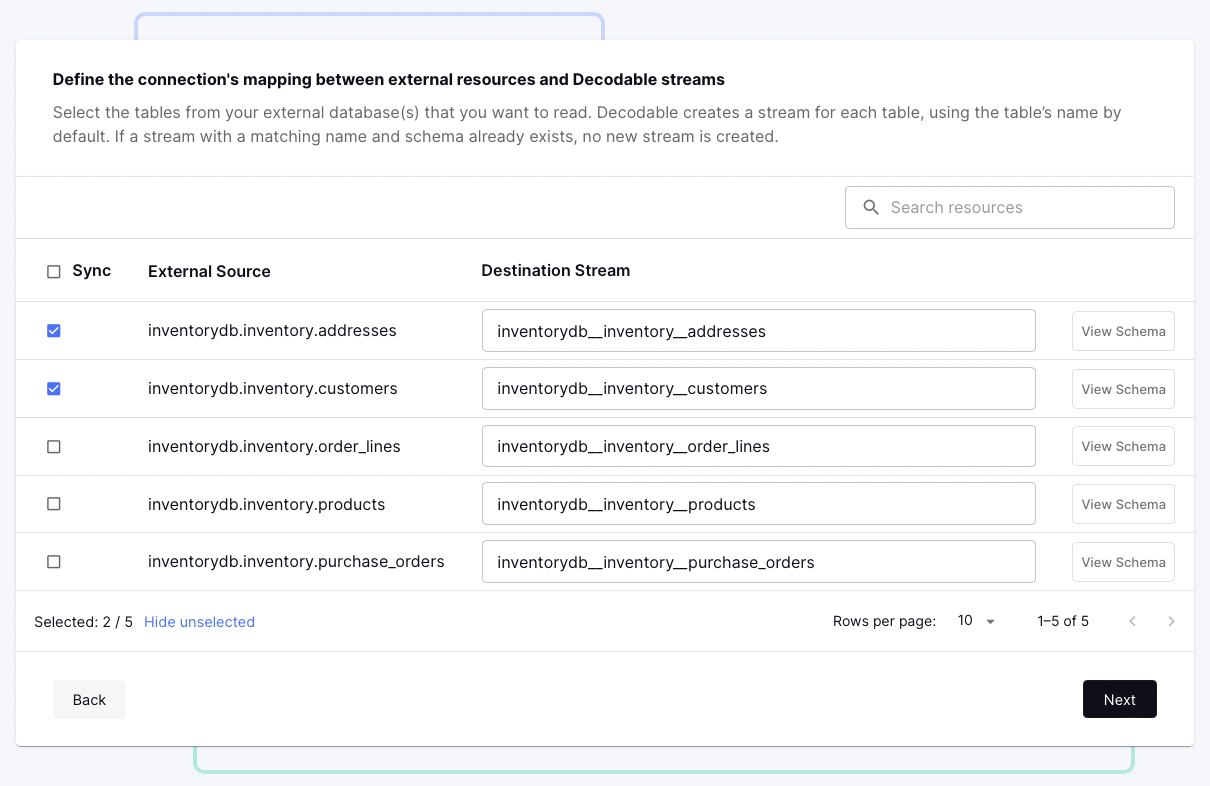 Define the connection's mapping between external resources and Decodable streams
Select the tables from your external database(s) that you want to read. Decodable creates a stream for each table, using the table’s name by
default. If a stream with a matching name and schema already exists, no new stream is created.
Search resources
Sync External Source Destination Stream
inventorydb.inventory.addresses inventorydb__inventory__addresses View Schema
inventorydb.inventory.customers inventorydb__inventory__customers View Schema
inventorydb.inventory.order_lines inventorydb__inventory__order_lines View Schema
inventorydb.inventory.products inventorydb__inventory__products View Schema
inventorydb.inventory.purchase_orders inventorydb__inventory__purchase_orders View Schema
Selected: 2 / 5 Hide unselected Rows per page: 10 1–5 of 5
Back Next